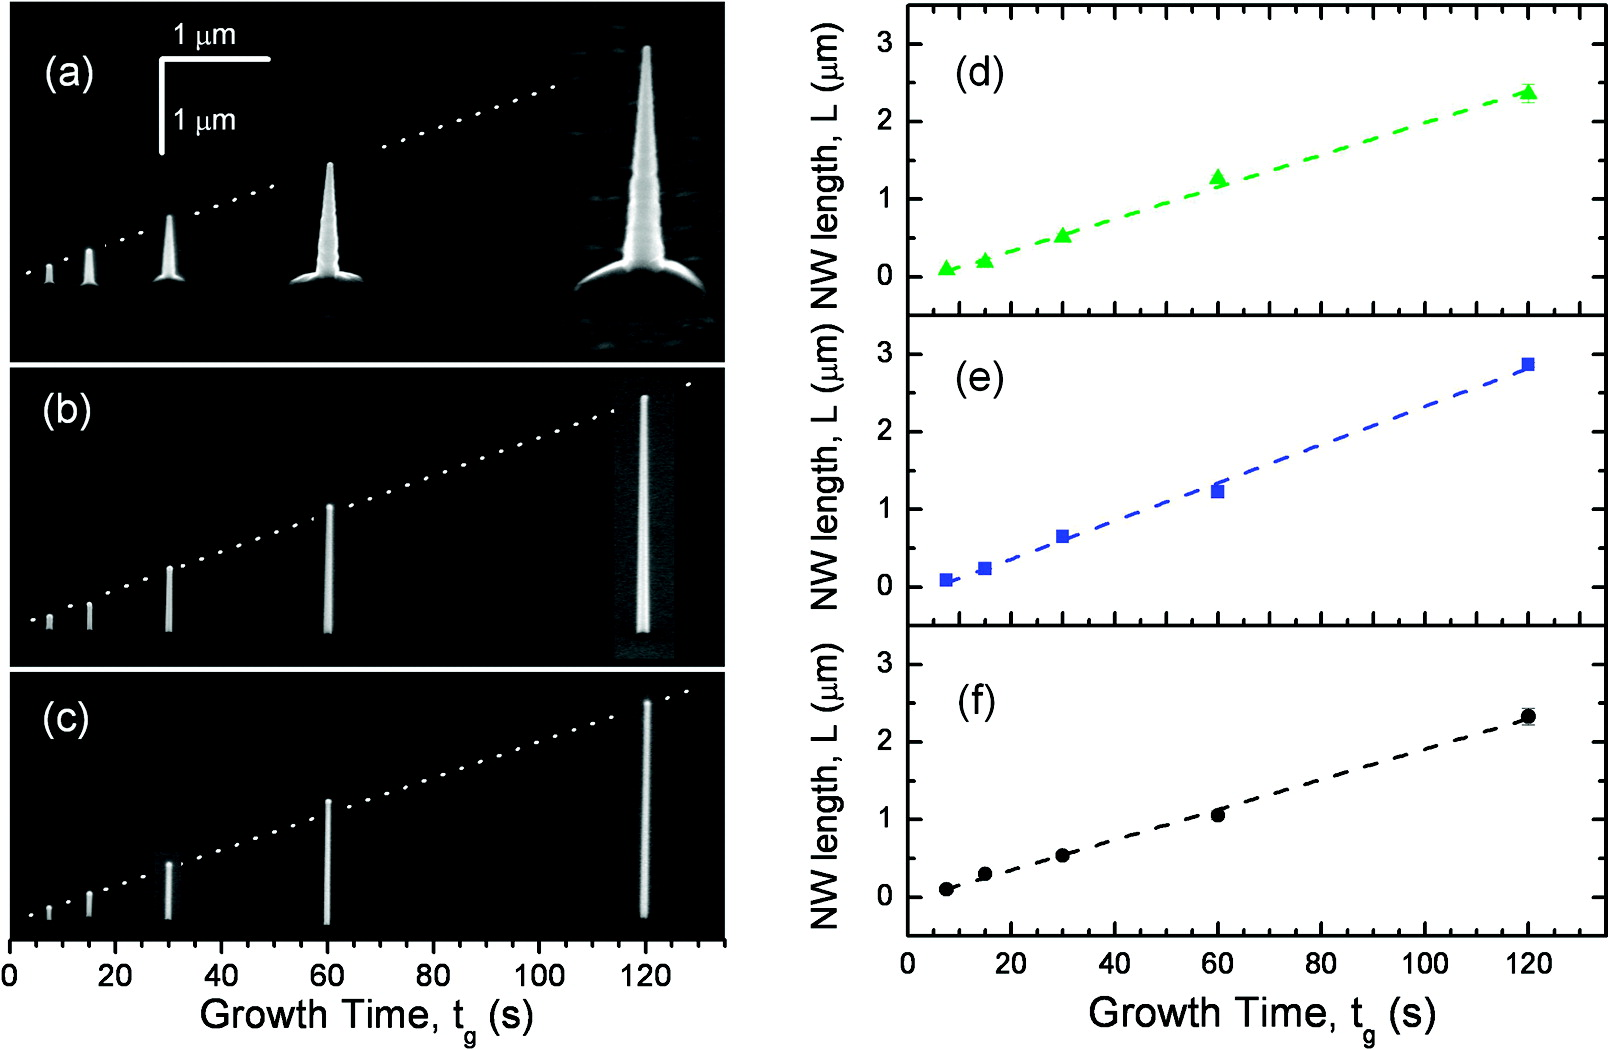 (a)
1 μm
1 μm
(b)
(c)
0 20 40 60 80 100 120
Growth Time, tg (s)
(d)
NW length, L (μm)
3
2
1
0
(e)
NW length, L (μm)
3
2
1
0
(f)
NW length, L (μm)
3
2
1
0
0 20 40 60 80 100 120
Growth Time, tg (s)